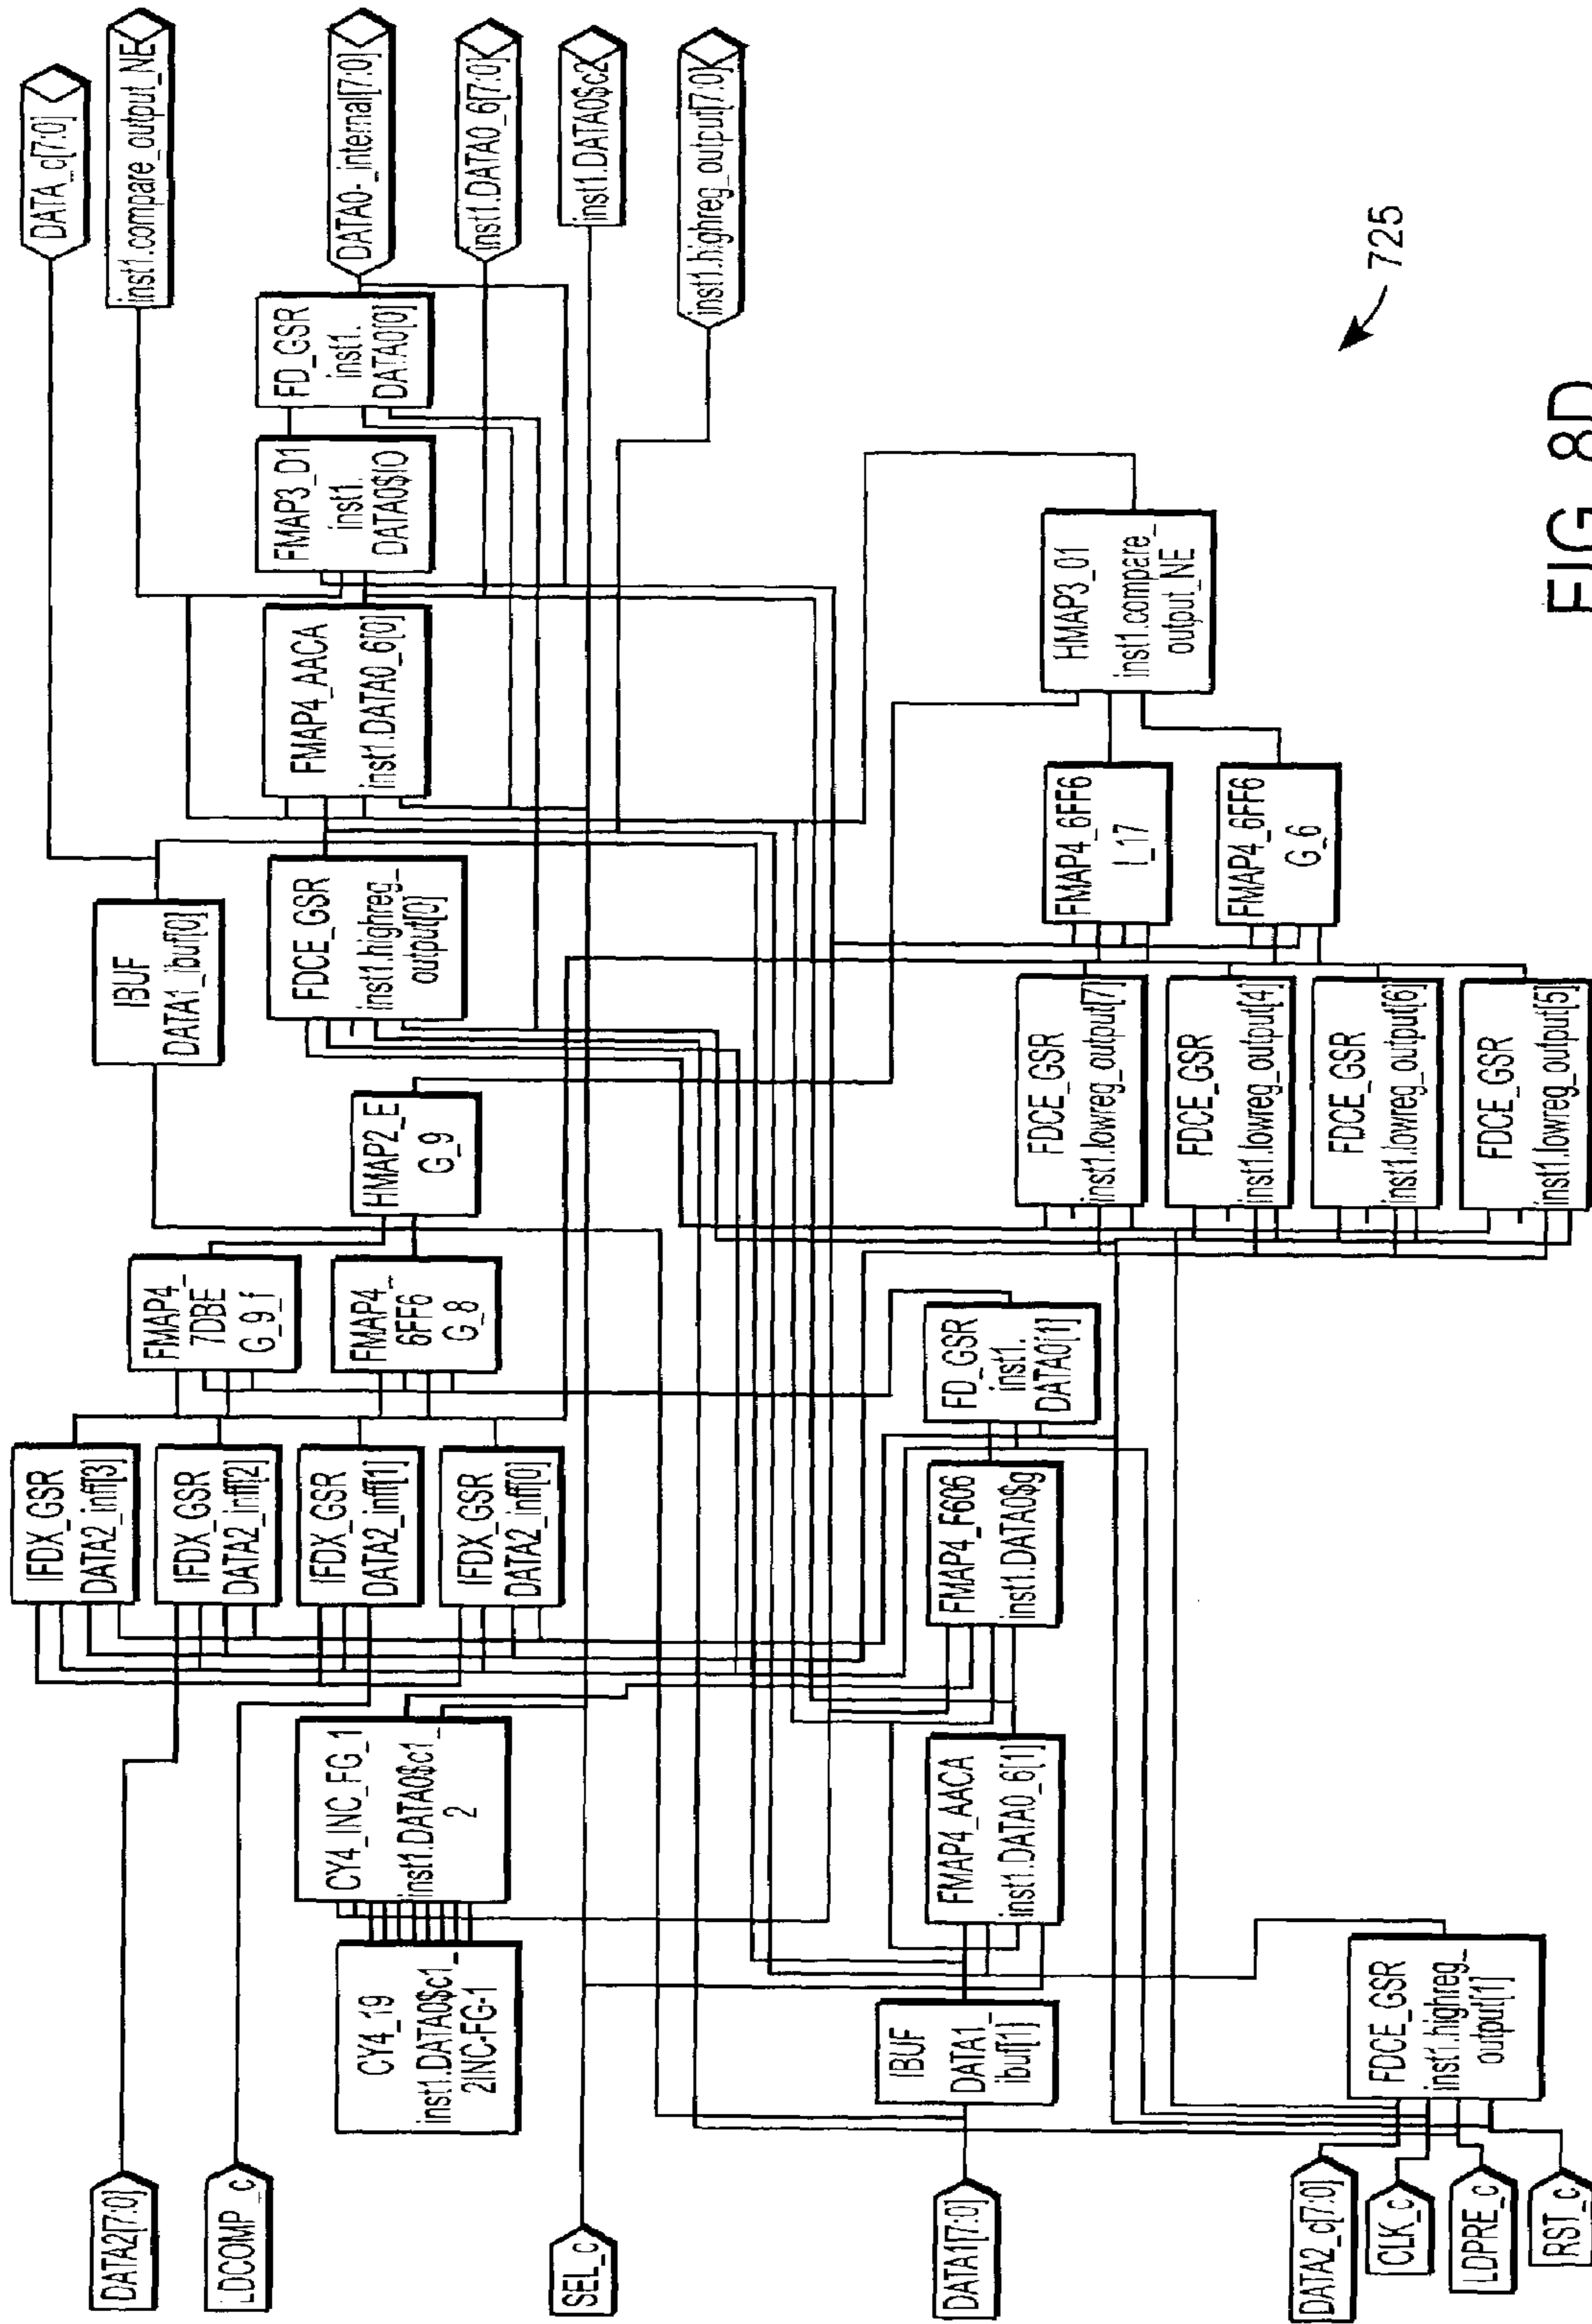 DATA2[7:0]
LDCOMP_c
SEL_c
DATA1[7:0]
DATA2_c[7:0]
CLK_c
LDPRE_c
RST_c
CY4_19
inst1.DATA0$c1_
2INC-FG-1
CY4_INC_FG_1
inst1.DATA0$c1_
2
IBUF
DATA1_
ibuf[1]
FDCE_GSR
inst1.highreg_
output[1]
FMAP4_AACA
inst1.DATA0_6[1]
IFDX_GSR
DATA2_inff[3]
IFDX_GSR
DATA2_inff[2]
IFDX_GSR
DATA2_inff[1]
IFDX_GSR
DATA2_inff[0]
FMAP4_F606
inst1.DATA0$g
FMAP4_
7DBE
G_9_f
FMAP4_
6FF6
G_8
FD_GSR
inst1.
DATA0[1]
HMAP2_E
G_9
IBUF
DATA1_ibuf[0]
FDCE_GSR
inst1.highreg_
output[0]
FDCE_GSR
inst1.lowreg_output[7]
FDCE_GSR
inst1.lowreg_output[4]
FDCE_GSR
inst1.lowreg_output[6]
FDCE_GSR
inst1.lowreg_output[5]
FMAP4_AACA
inst1.DATA0_6[0]
FMAP4_6FF6
I_17
FMAP4_6FF6
G_6
FMAP3_D1
inst1.
DATA0$IO
HMAP3_01
inst1.compare_
output_NE
FD_GSR
inst1.
DATA0[0]
DATA_c[7:0]
inst1.compare_output_NE
DATA0-_internal[7:0]
inst1.DATA0_6[7:0]
inst1.DATA0$c2
inst1.highreg_output[7:0]
725
FIG. 8D